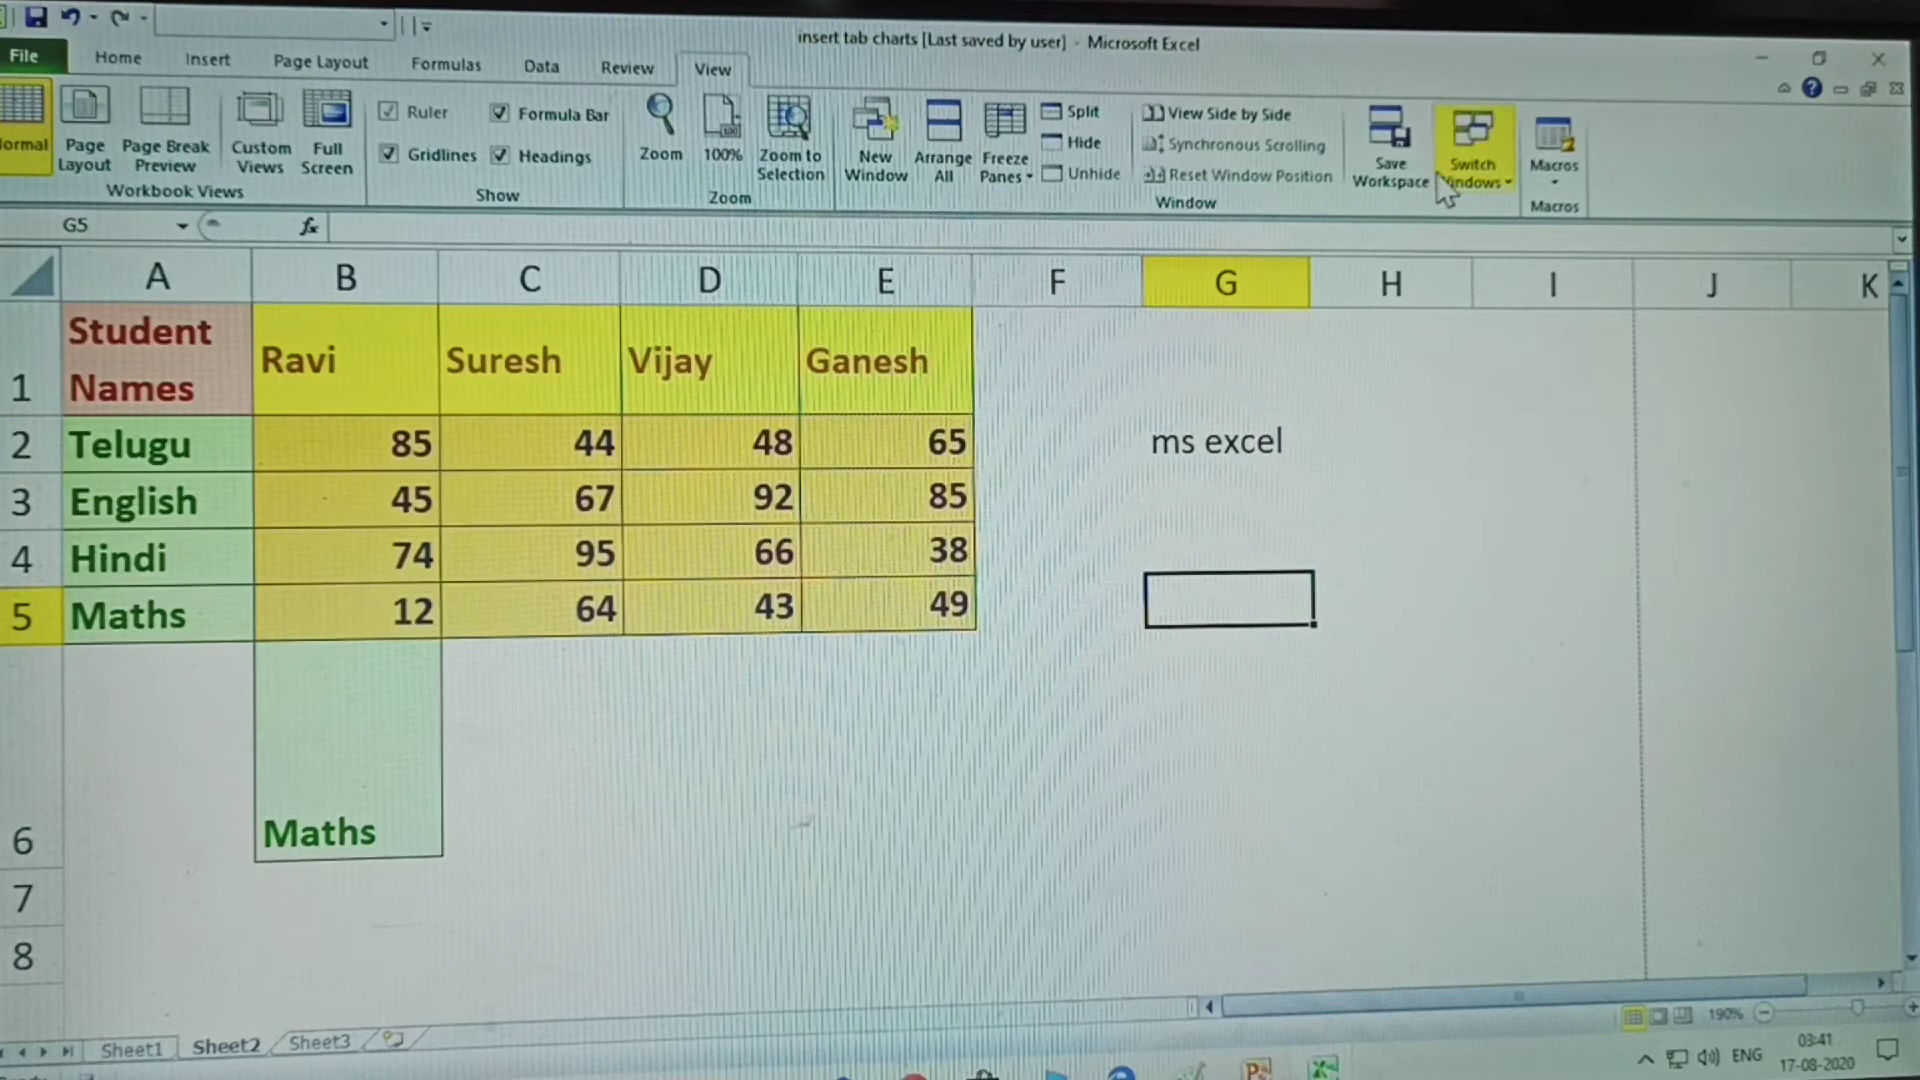 insert tab charts [Last saved by user] - Microsoft Excel
File Home Insert Page Layout Formulas Data Review View
Normal
Page Layout
Page Break Preview
Custom Views
Full Screen
Workbook Views
Ruler
Formula Bar
Gridlines
Headings
Show
Zoom
100%
Zoom to Selection
Zoom
New Window
Arrange All
Freeze Panes
Split
Hide
Unhide
View Side by Side
Synchronous Scrolling
Reset Window Position
Window
Save Workspace
Switch Windows
Macros
Macros
G5 fx
A B C D E F G H I J K
1 Student Names Ravi Suresh Vijay Ganesh
2 Telugu 85 44 48 65 ms excel
3 English 45 67 92 85
4 Hindi 74 95 66 38
5 Maths 12 64 43 49
6 Maths
7
8
Sheet1 Sheet2 Sheet3
190%
ENG
03:41
17-08-2020